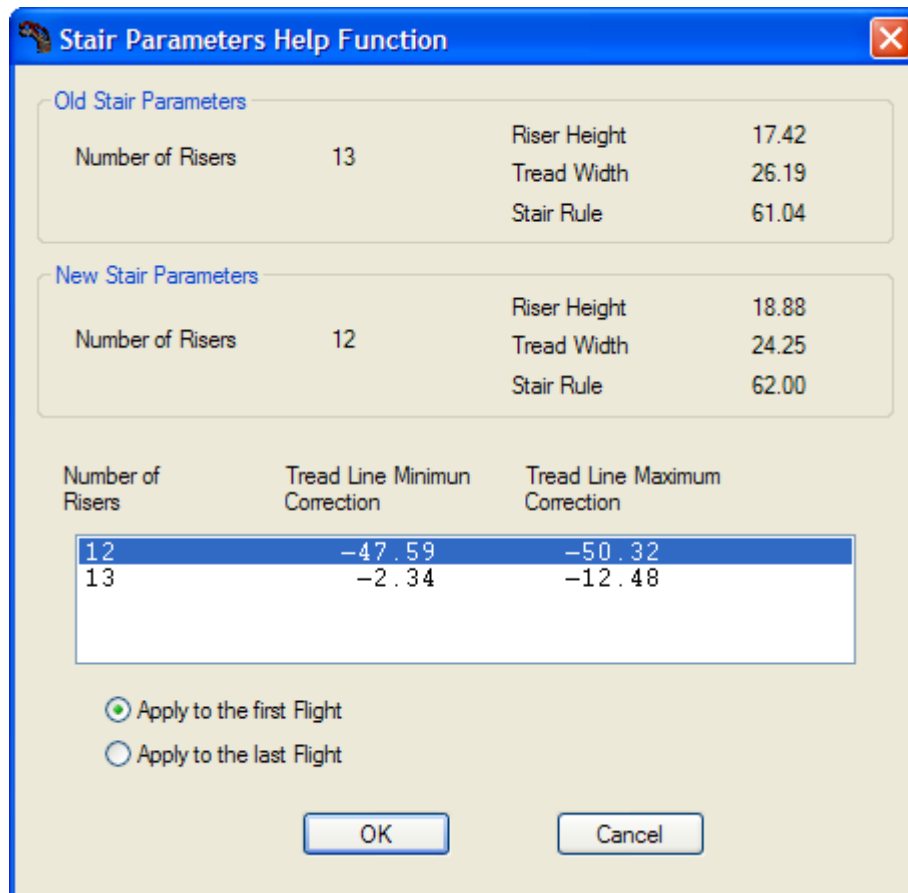 Stair Parameters Help Function
Old Stair Parameters
Number of Risers 13
Riser Height 17.42
Tread Width 26.19
Stair Rule 61.04
New Stair Parameters
Number of Risers 12
Riser Height 18.88
Tread Width 24.25
Stair Rule 62.00
Number of Tread Line Minimun Tread Line Maximum
Risers Correction Correction
12 -47.59 -50.32
13 -2.34 -12.48
Apply to the first Flight
Apply to the last Flight
OK Cancel